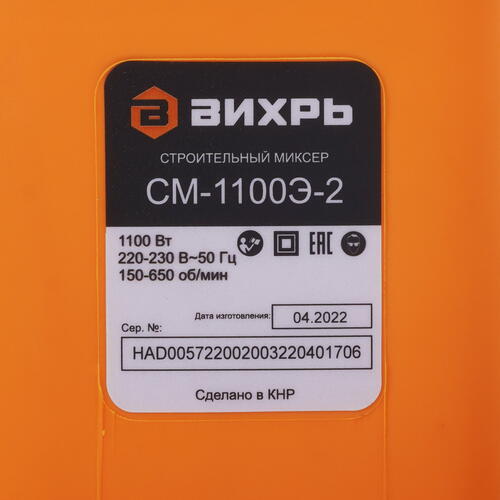 ВИХРЬ
СТРОИТЕЛЬНЫЙ МИКСЕР
СМ-1100Э-2
1100 Вт
220-230 В~50 Гц
150-650 об/мин
EAC
Дата изготовления: 04.2022
Сер. №:
HAD005722002003220401706
Сделано в КНР